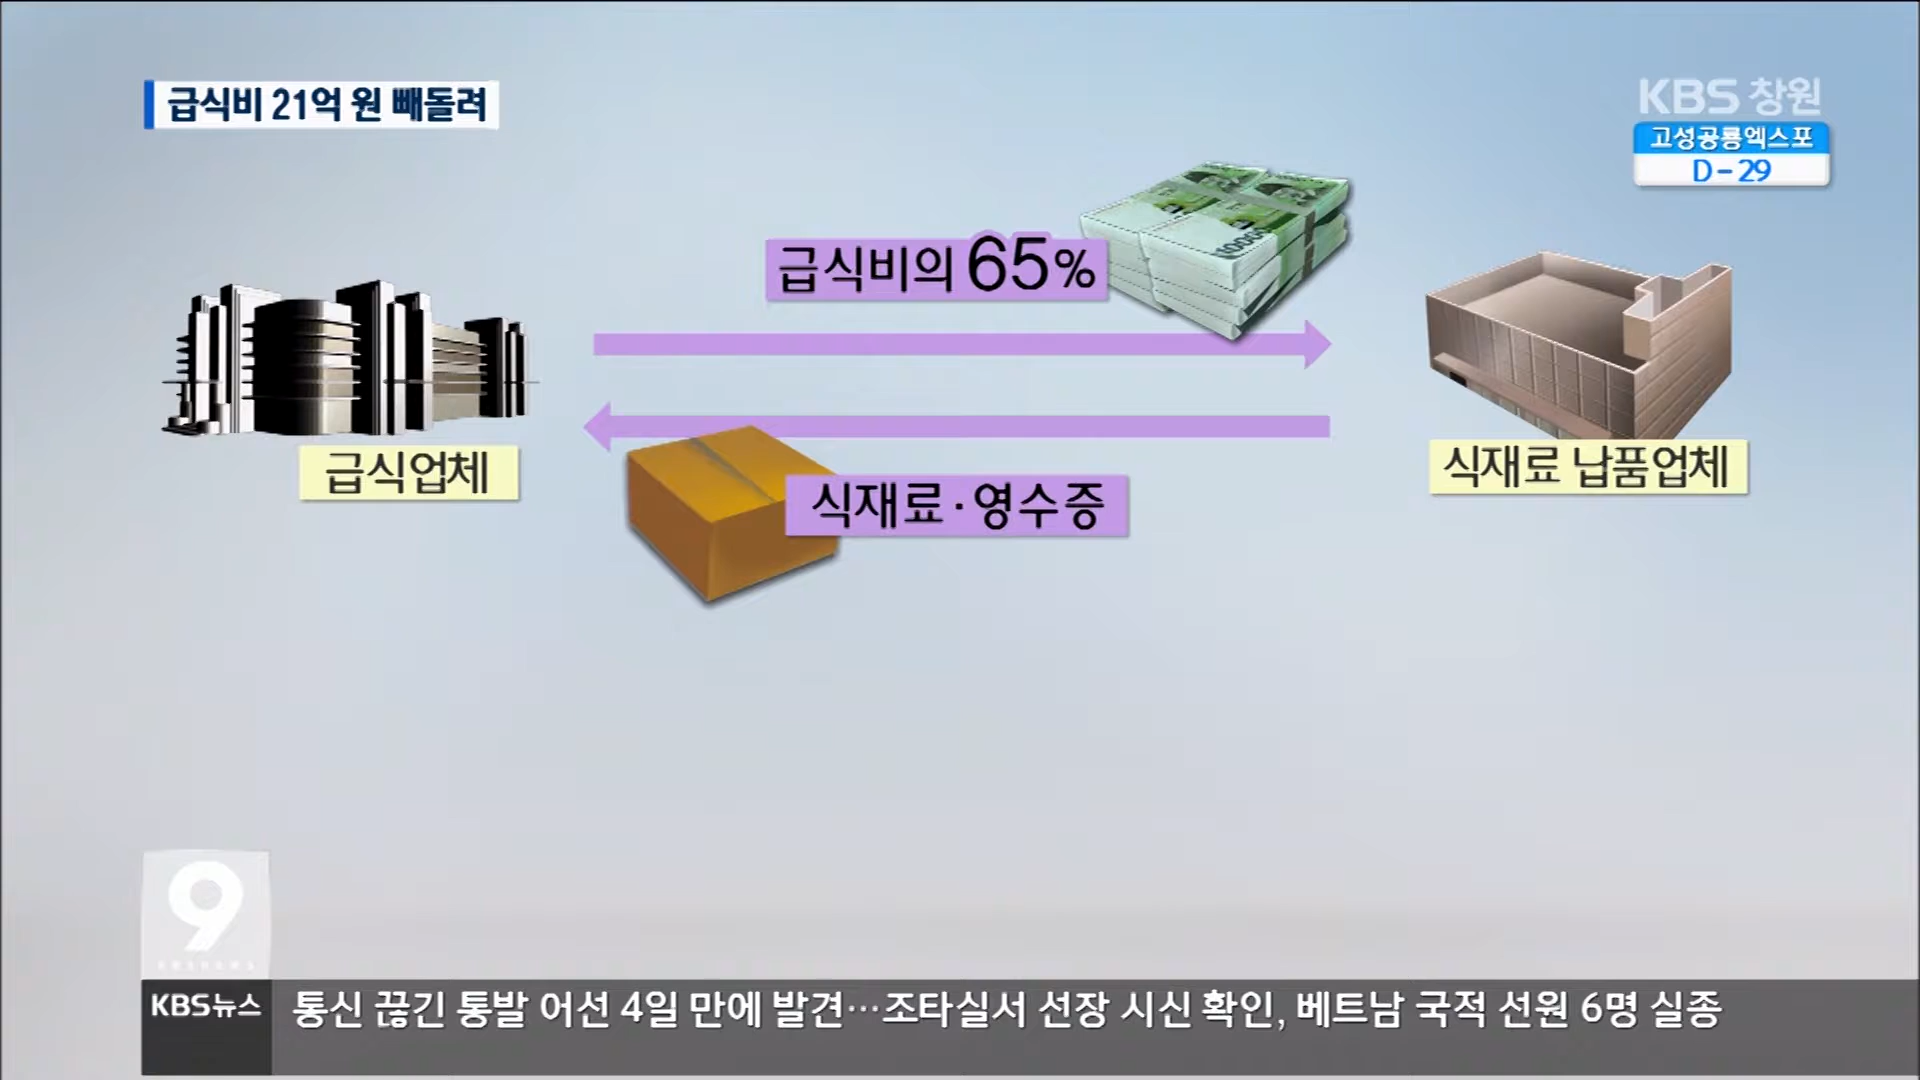 급식비 21억 원 빼돌려
KBS 창원
고성공룡엑스포
D-29
급식비의 65%
10000
급식업체
식재료 납품업체
식재료·영수증
9
KBS NEWS
KBS뉴스
통신 끊긴 통발 어선 4일 만에 발견…조타실서 선장 시신 확인, 베트남 국적 선원 6명 실종